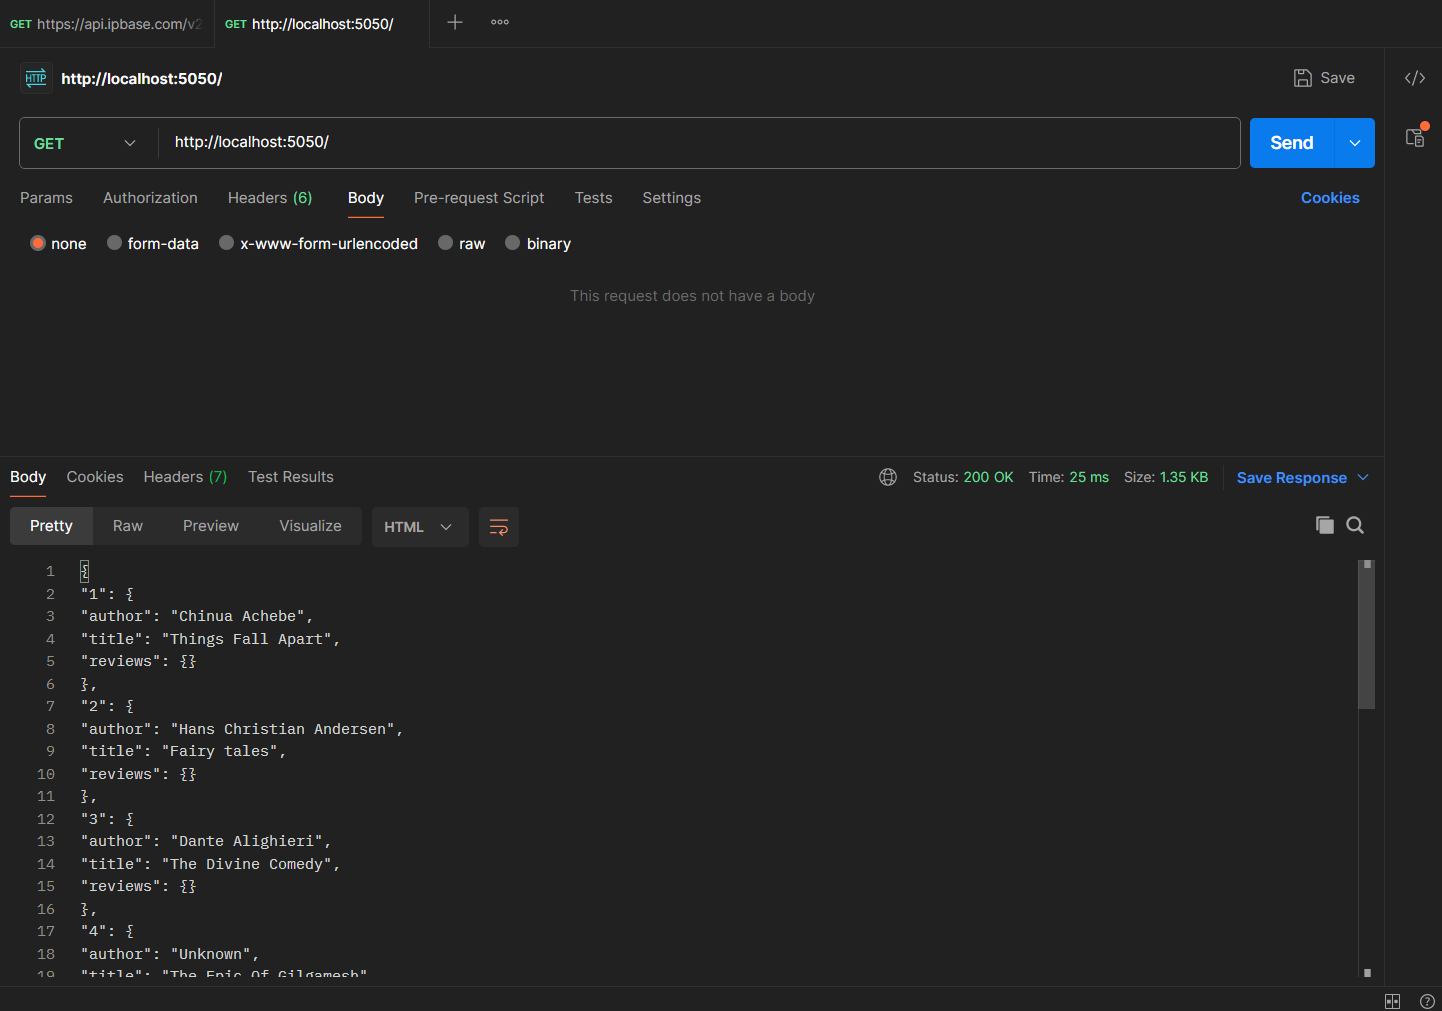 GET https://api.ipbase.com/v2
GET http://localhost:5050/
HTTP http://localhost:5050/
Save
GET http://localhost:5050/
Send
Params Authorization Headers (6) Body Pre-request Script Tests Settings Cookies
none form-data x-www-form-urlencoded raw binary
This request does not have a body
Body Cookies Headers (7) Test Results Status: 200 OK Time: 25 ms Size: 1.35 KB Save Response
Pretty Raw Preview Visualize HTML
1 {
2 "1": {
3 "author": "Chinua Achebe",
4 "title": "Things Fall Apart",
5 "reviews": {}
6 },
7 "2": {
8 "author": "Hans Christian Andersen",
9 "title": "Fairy tales",
10 "reviews": {}
11 },
12 "3": {
13 "author": "Dante Alighieri",
14 "title": "The Divine Comedy",
15 "reviews": {}
16 },
17 "4": {
18 "author": "Unknown",
19 "title": "The Epic Of Gilgamesh"